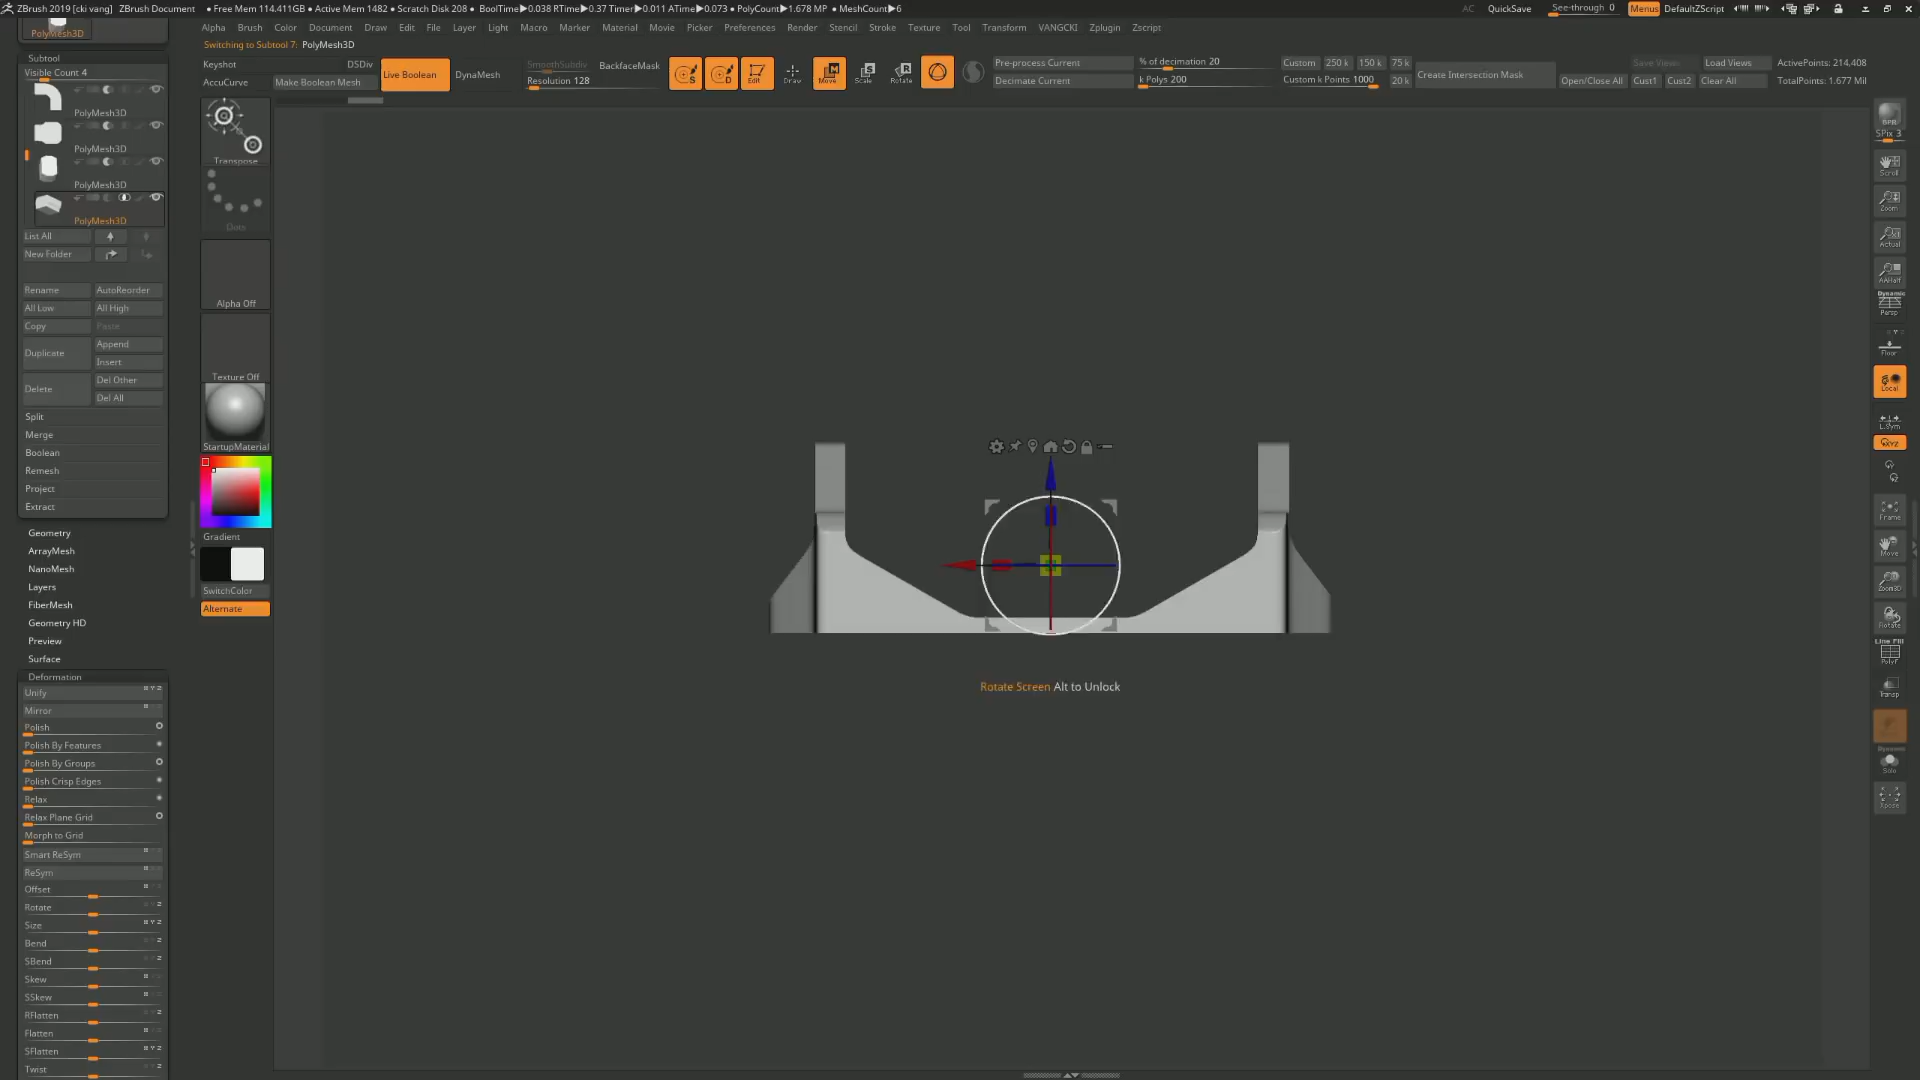 ZBrush 2019 [cki vang] ZBrush Document ● Free Mem 114.411GB ● Active Mem 1482 ● Scratch Disk 208 ● BoolTime▶0.038 RTime▶0.37 Timer▶0.011 ATime▶0.073 ● PolyCount▶1.678 MP ● MeshCount▶6 AC QuickSave See-through 0 Menus DefaultZScript
Alpha Brush Color Document Draw Edit File Layer Light Macro Marker Material Movie Picker Preferences Render Stencil Stroke Texture Tool Transform VANGCKI Zplugin Zscript
PolyMesh3D
Switching to Subtool 7: PolyMesh3D
Subtool
Visible Count 4
PolyMesh3D
PolyMesh3D
PolyMesh3D
PolyMesh3D
List All
New Folder
Rename AutoReorder
All Low All High
Copy Paste
Duplicate Append
Insert
Delete Del Other
Del All
Split
Merge
Boolean
Remesh
Project
Extract
Geometry
ArrayMesh
NanoMesh
Layers
FiberMesh
Geometry HD
Preview
Surface
Deformation
Unify
Mirror
Polish
Polish By Features
Polish By Groups
Polish Crisp Edges
Relax
Relax Plane Grid
Morph to Grid
Smart ReSym
ReSym
Offset
Rotate
Size
Bend
SBend
Skew
SSkew
RFlatten
Flatten
SFlatten
Twist
Keyshot DSDiv
AccuCurve Make Boolean Mesh
Live Boolean
DynaMesh
SmoothSubdiv
Resolution 128
BackfaceMask
Edit Draw Move Scale Rotate
Pre-process Current
Decimate Current
% of decimation 20
k Polys 200
Custom 250 k 150 k 75 k
Custom k Points 1000 20 k
Create Intersection Mask
Save Views Load Views
Open/Close All Cust1 Cust2 Clear All
ActivePoints: 214,408
TotalPoints: 1.677 Mil
Transpose
Dots
Alpha Off
Texture Off
StartupMaterial
Gradient
SwitchColor
Alternate
Rotate Screen Alt to Unlock
BPR
SPix 3
Scroll
Zoom
Actual
AAHalf
Dynamic
Persp
Floor
Local
L.Sym
XYZ
Frame
Move
Zoom3D
Rotate
Line Fill
PolyF
Transp
Dynamic
Solo
Xpose